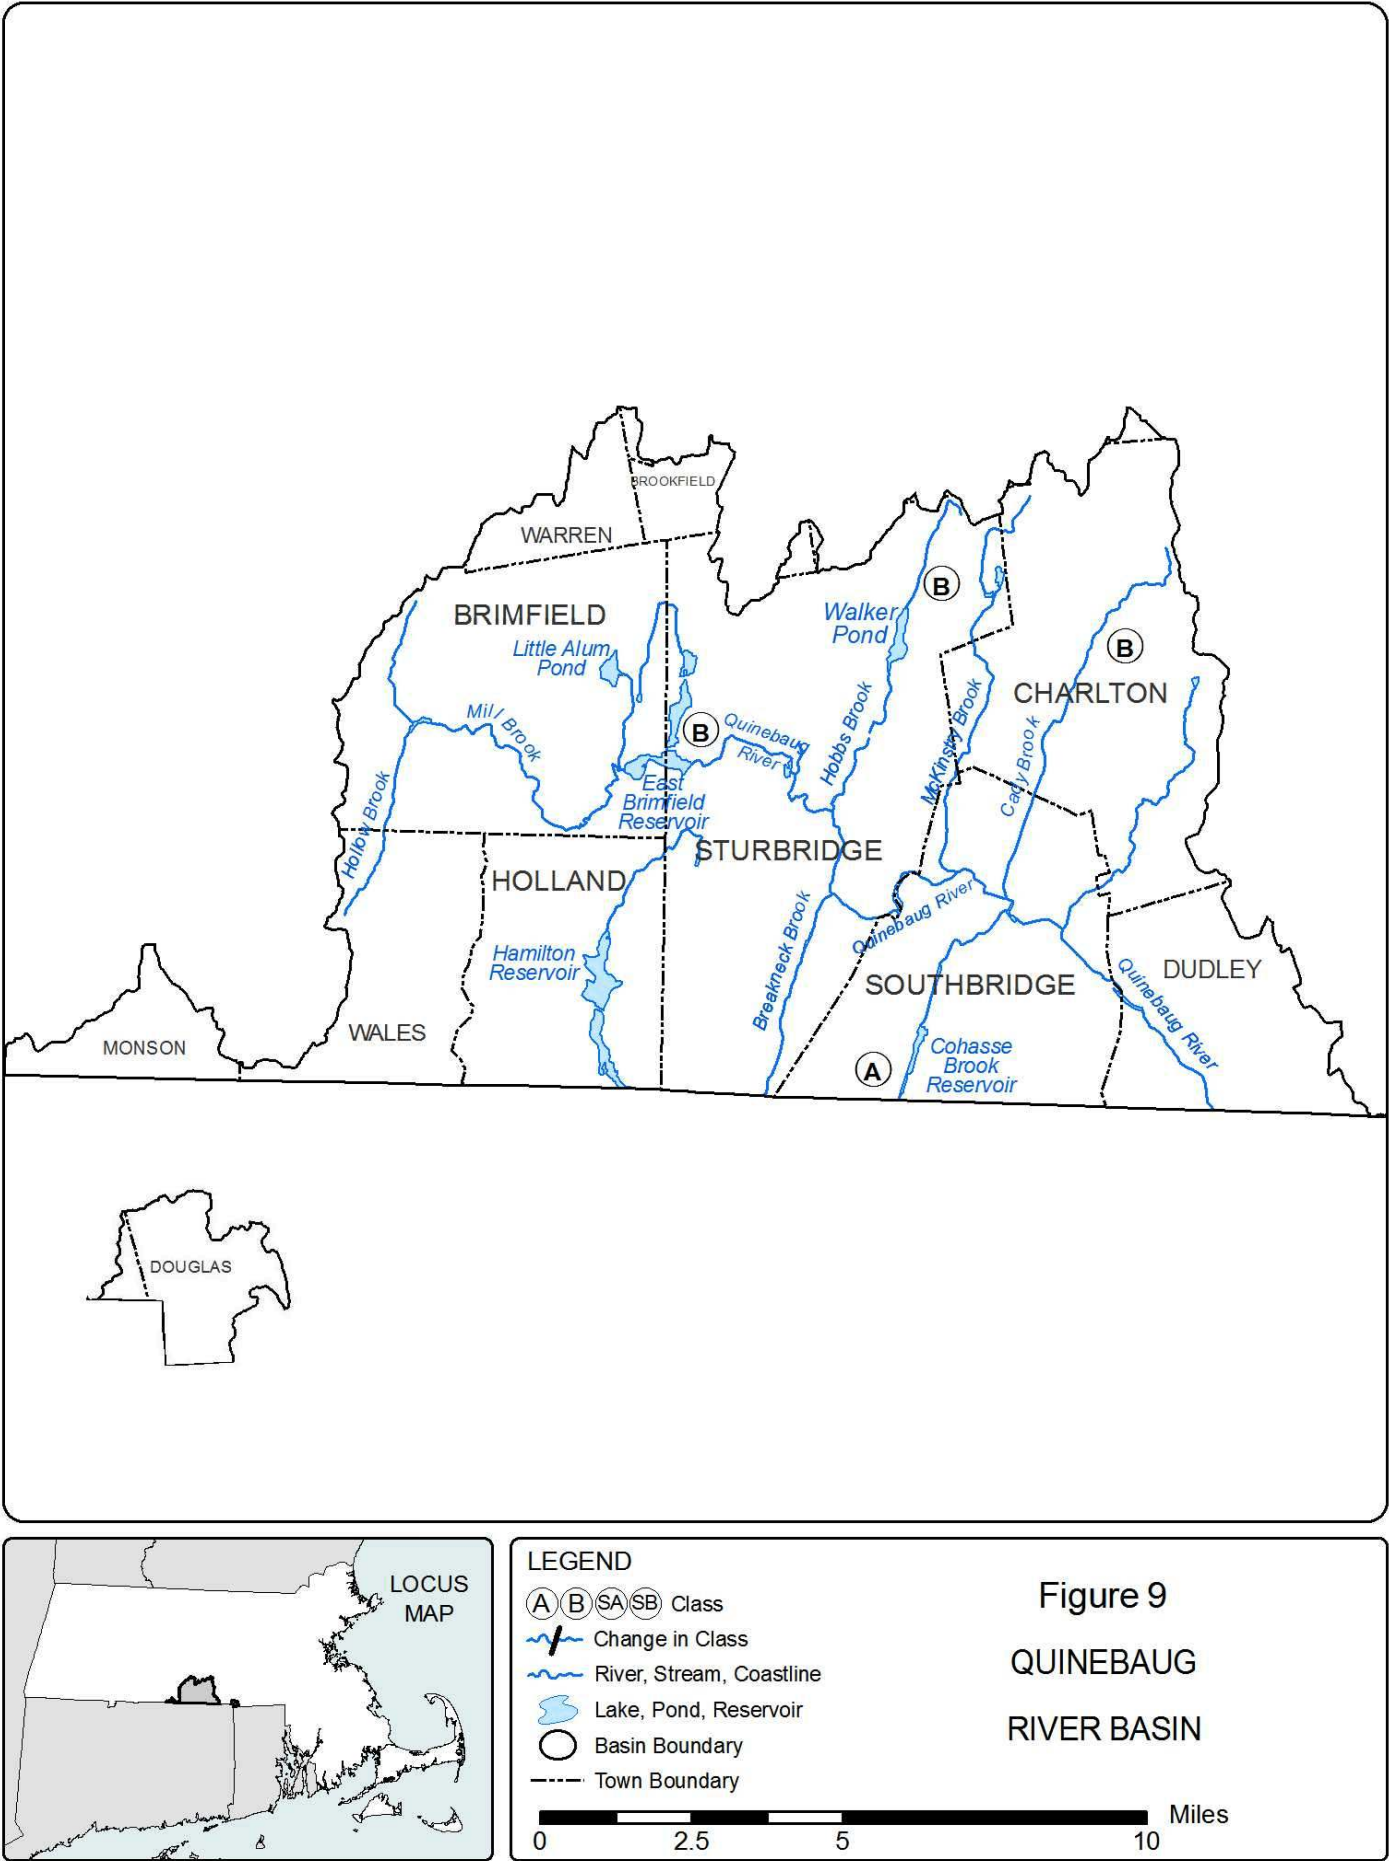 BROOKFIELD
WARREN
BRIMFIELD
Little Alum
Pond
Mill Brook
Hollow Brook
B
Walker
Pond
B
B
CHARLTON
Quinebaug
River
Hobbs Brook
McKinstry Brook
Cady Brook
East
Brimfield
Reservoir
STURBRIDGE
HOLLAND
Hamilton
Reservoir
Breakneck Brook
Quinebaug River
SOUTHBRIDGE
DUDLEY
Quinebaug River
MONSON
WALES
A
Cohasse
Brook
Reservoir
DOUGLAS
LOCUS
MAP
LEGEND
A B SA SB Class
Change in Class
River, Stream, Coastline
Lake, Pond, Reservoir
Basin Boundary
Town Boundary
Miles
0 2.5 5 10
Figure 9
QUINEBAUG
RIVER BASIN